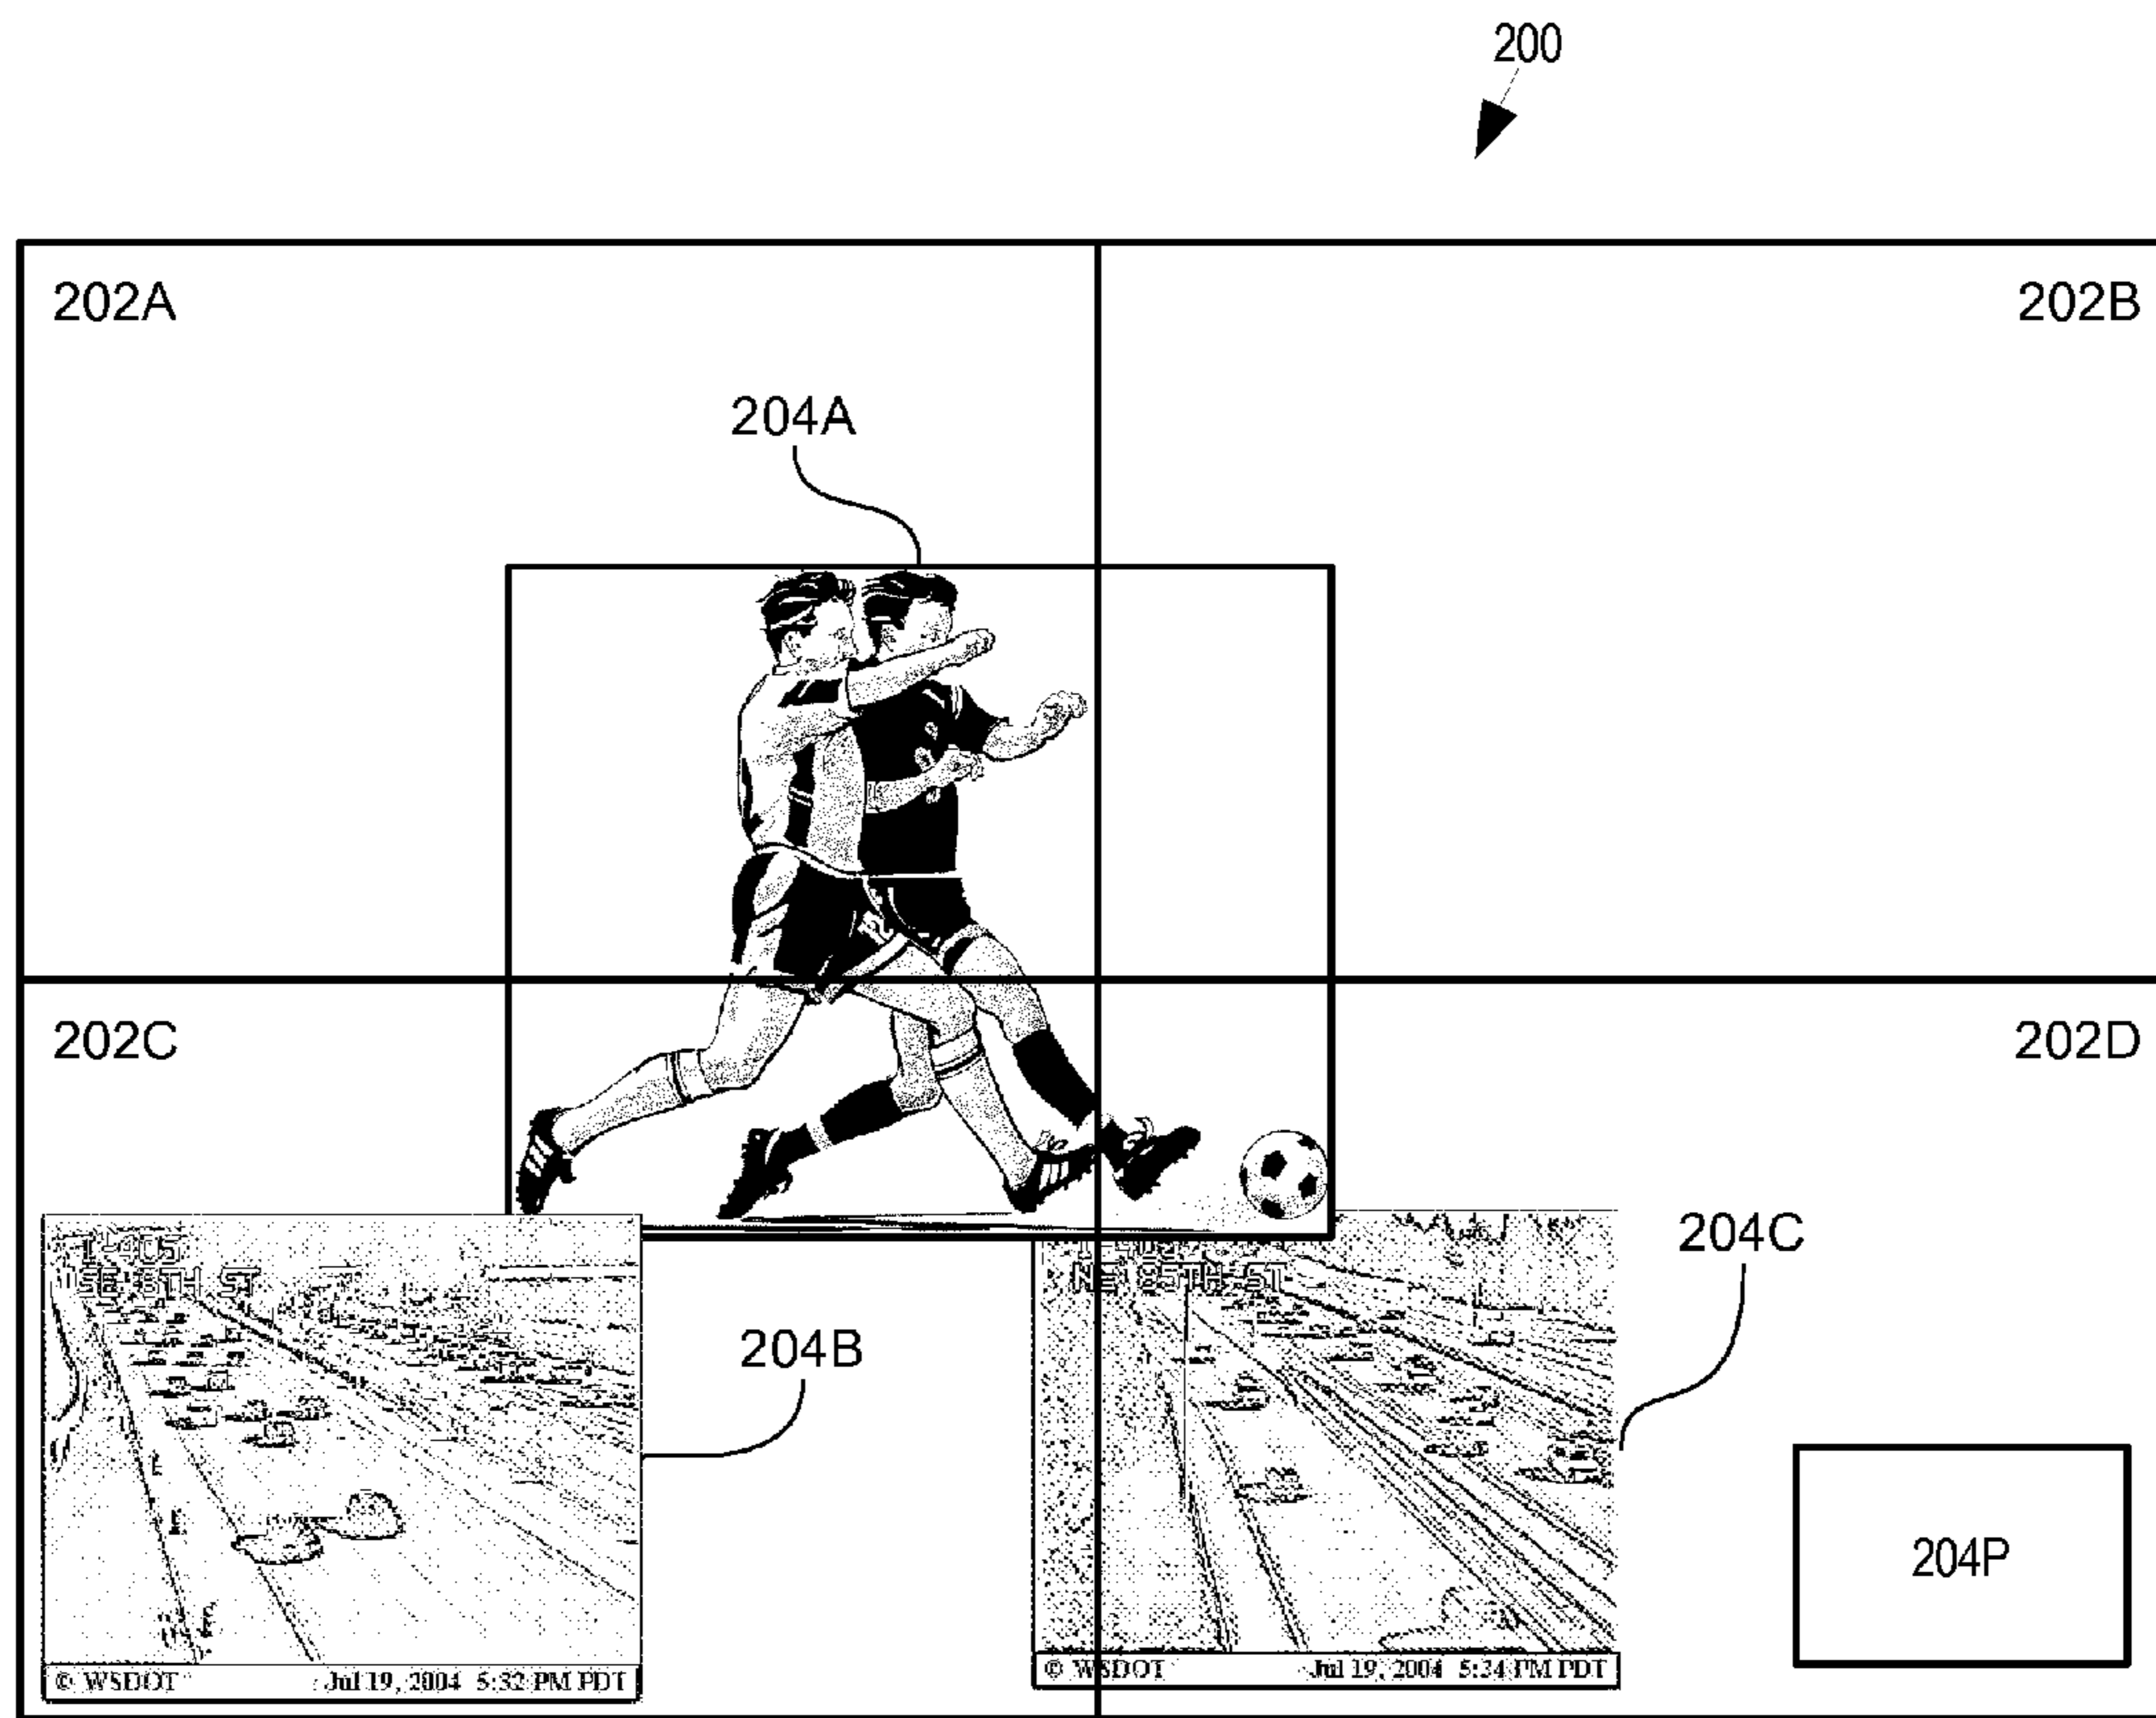 200
202A
202B
204A
202C
202D
I-405
SE 8TH ST
NE 85TH ST
204C
204B
204P
© WSDOT Jul 19, 2004 5:32 PM PDT
© WSDOT Jul 19, 2004 5:34 PM PDT